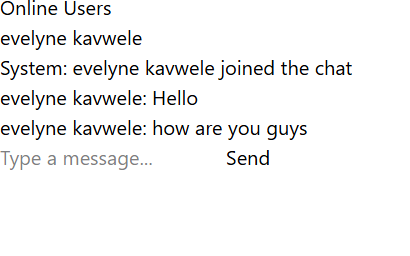 Online Users
evelyne kavwele
System: evelyne kavwele joined the chat
evelyne kavwele: Hello
evelyne kavwele: how are you guys
Type a message... Send